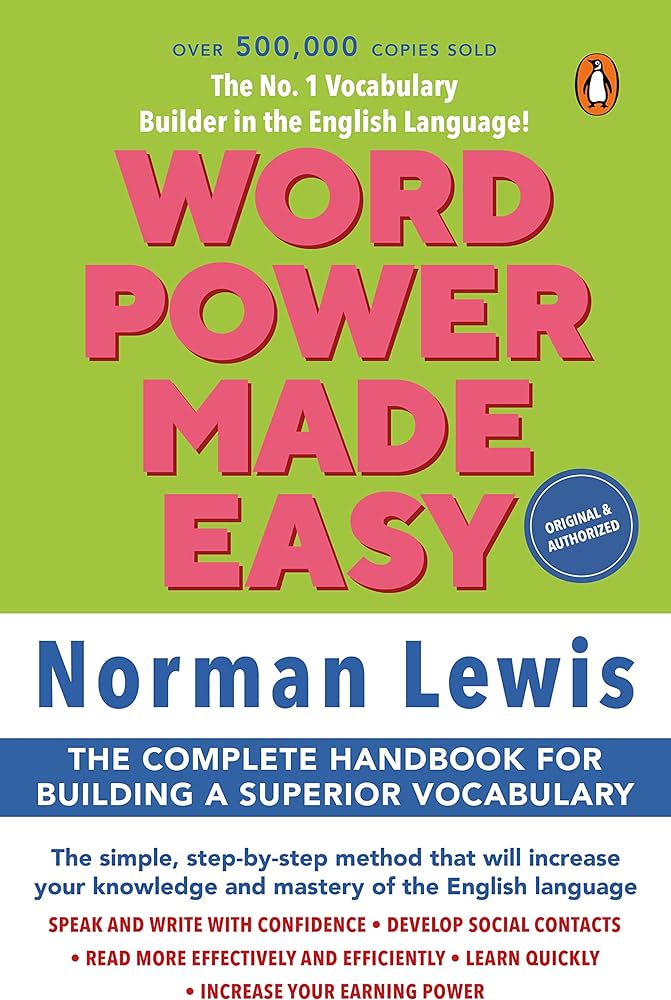 OVER 500,000 COPIES SOLD
The No. 1 Vocabulary
Builder in the English Language!
WORD
POWER
MADE
EASY
ORIGINAL &
AUTHORIZED
Norman Lewis
THE COMPLETE HANDBOOK FOR
BUILDING A SUPERIOR VOCABULARY
The simple, step-by-step method that will increase
your knowledge and mastery of the English language
SPEAK AND WRITE WITH CONFIDENCE • DEVELOP SOCIAL CONTACTS
• READ MORE EFFECTIVELY AND EFFICIENTLY • LEARN QUICKLY
• INCREASE YOUR EARNING POWER